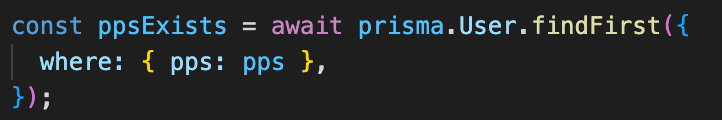 const ppsExists = await prisma.User.findFirst({
  where: { pps: pps },
});